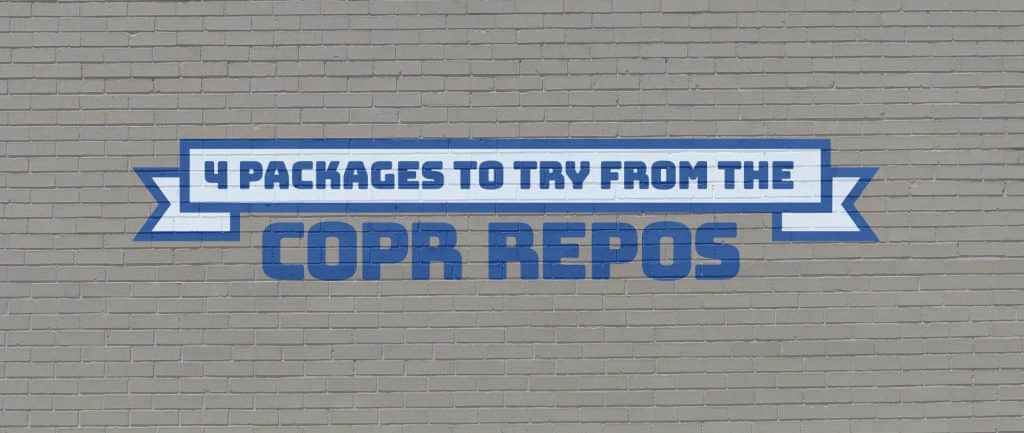 4 PACKAGES TO TRY FROM THE
COPR REPOS